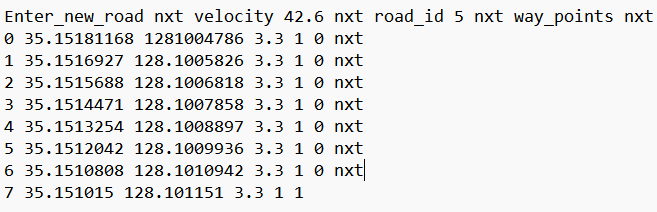 Enter_new_road nxt velocity 42.6 nxt road_id 5 nxt way_points nxt
0 35.15181168 1281004786 3.3 1 0 nxt
1 35.1516927 128.1005826 3.3 1 0 nxt
2 35.1515688 128.1006818 3.3 1 0 nxt
3 35.1514471 128.1007858 3.3 1 0 nxt
4 35.1513254 128.1008897 3.3 1 0 nxt
5 35.1512042 128.1009936 3.3 1 0 nxt
6 35.1510808 128.1010942 3.3 1 0 nxt
7 35.151015 128.101151 3.3 1 1